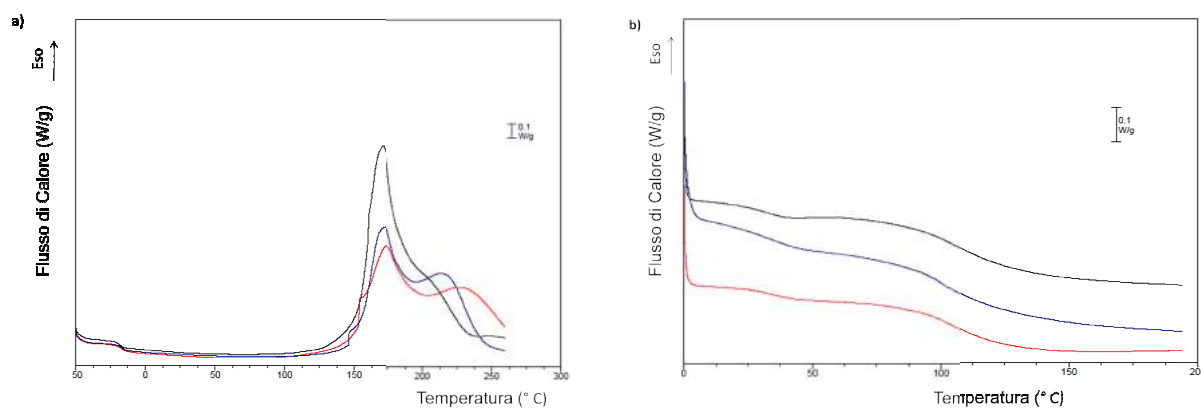 a)
Eso
Flusso di Calore (W/g)
0.1
W/g
50
0
50
100
150
200
250
300
Temperatura (° C)
b)
Eso
Flusso di Calore (W/g)
0.1
W/g
0
50
100
150
20
Temperatura (° C)